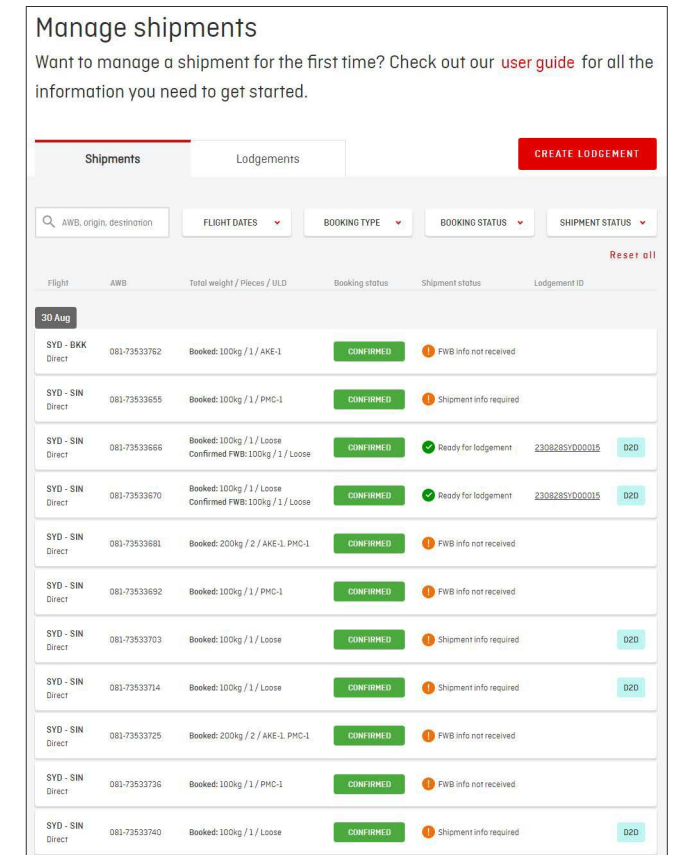 Manage shipments
Want to manage a shipment for the first time? Check out our user guide for all the
information you need to get started.
Shipments
Lodgements
CREATE LODGEMENT
AWB, origin, destination
FLIGHT DATES
BOOKING TYPE
BOOKING STATUS
SHIPMENT STATUS
Reset all
Flight AWB Total weight / Pieces / ULD Booking status Shipment status Lodgement ID
30 Aug
SYD - BKK
Direct
081-73533762 Booked: 100kg / 1 / AKE-1 CONFIRMED ! FWB info not received
SYD - SIN
Direct
081-73533655 Booked: 100kg / 1 / PMC-1 CONFIRMED ! Shipment info required
SYD - SIN
Direct
081-73533666 Booked: 100kg / 1 / Loose
Confirmed FWB: 100kg / 1 / Loose
CONFIRMED Ready for lodgement 230828SYD00015 D2D
SYD - SIN
Direct
081-73533670 Booked: 100kg / 1 / Loose
Confirmed FWB: 100kg / 1 / Loose
CONFIRMED Ready for lodgement 230828SYD00015 D2D
SYD - SIN
Direct
081-73533681 Booked: 200kg / 2 / AKE-1, PMC-1 CONFIRMED ! FWB info not received
SYD - SIN
Direct
081-73533692 Booked: 100kg / 1 / PMC-1 CONFIRMED ! FWB info not received
SYD - SIN
Direct
081-73533703 Booked: 100kg / 1 / Loose CONFIRMED ! Shipment info required D2D
SYD - SIN
Direct
081-73533714 Booked: 100kg / 1 / Loose CONFIRMED ! Shipment info required D2D
SYD - SIN
Direct
081-73533725 Booked: 200kg / 2 / AKE-1, PMC-1 CONFIRMED ! FWB info not received
SYD - SIN
Direct
081-73533736 Booked: 100kg / 1 / PMC-1 CONFIRMED ! FWB info not received
SYD - SIN
Direct
081-73533740 Booked: 100kg / 1 / Loose CONFIRMED ! Shipment info required D2D